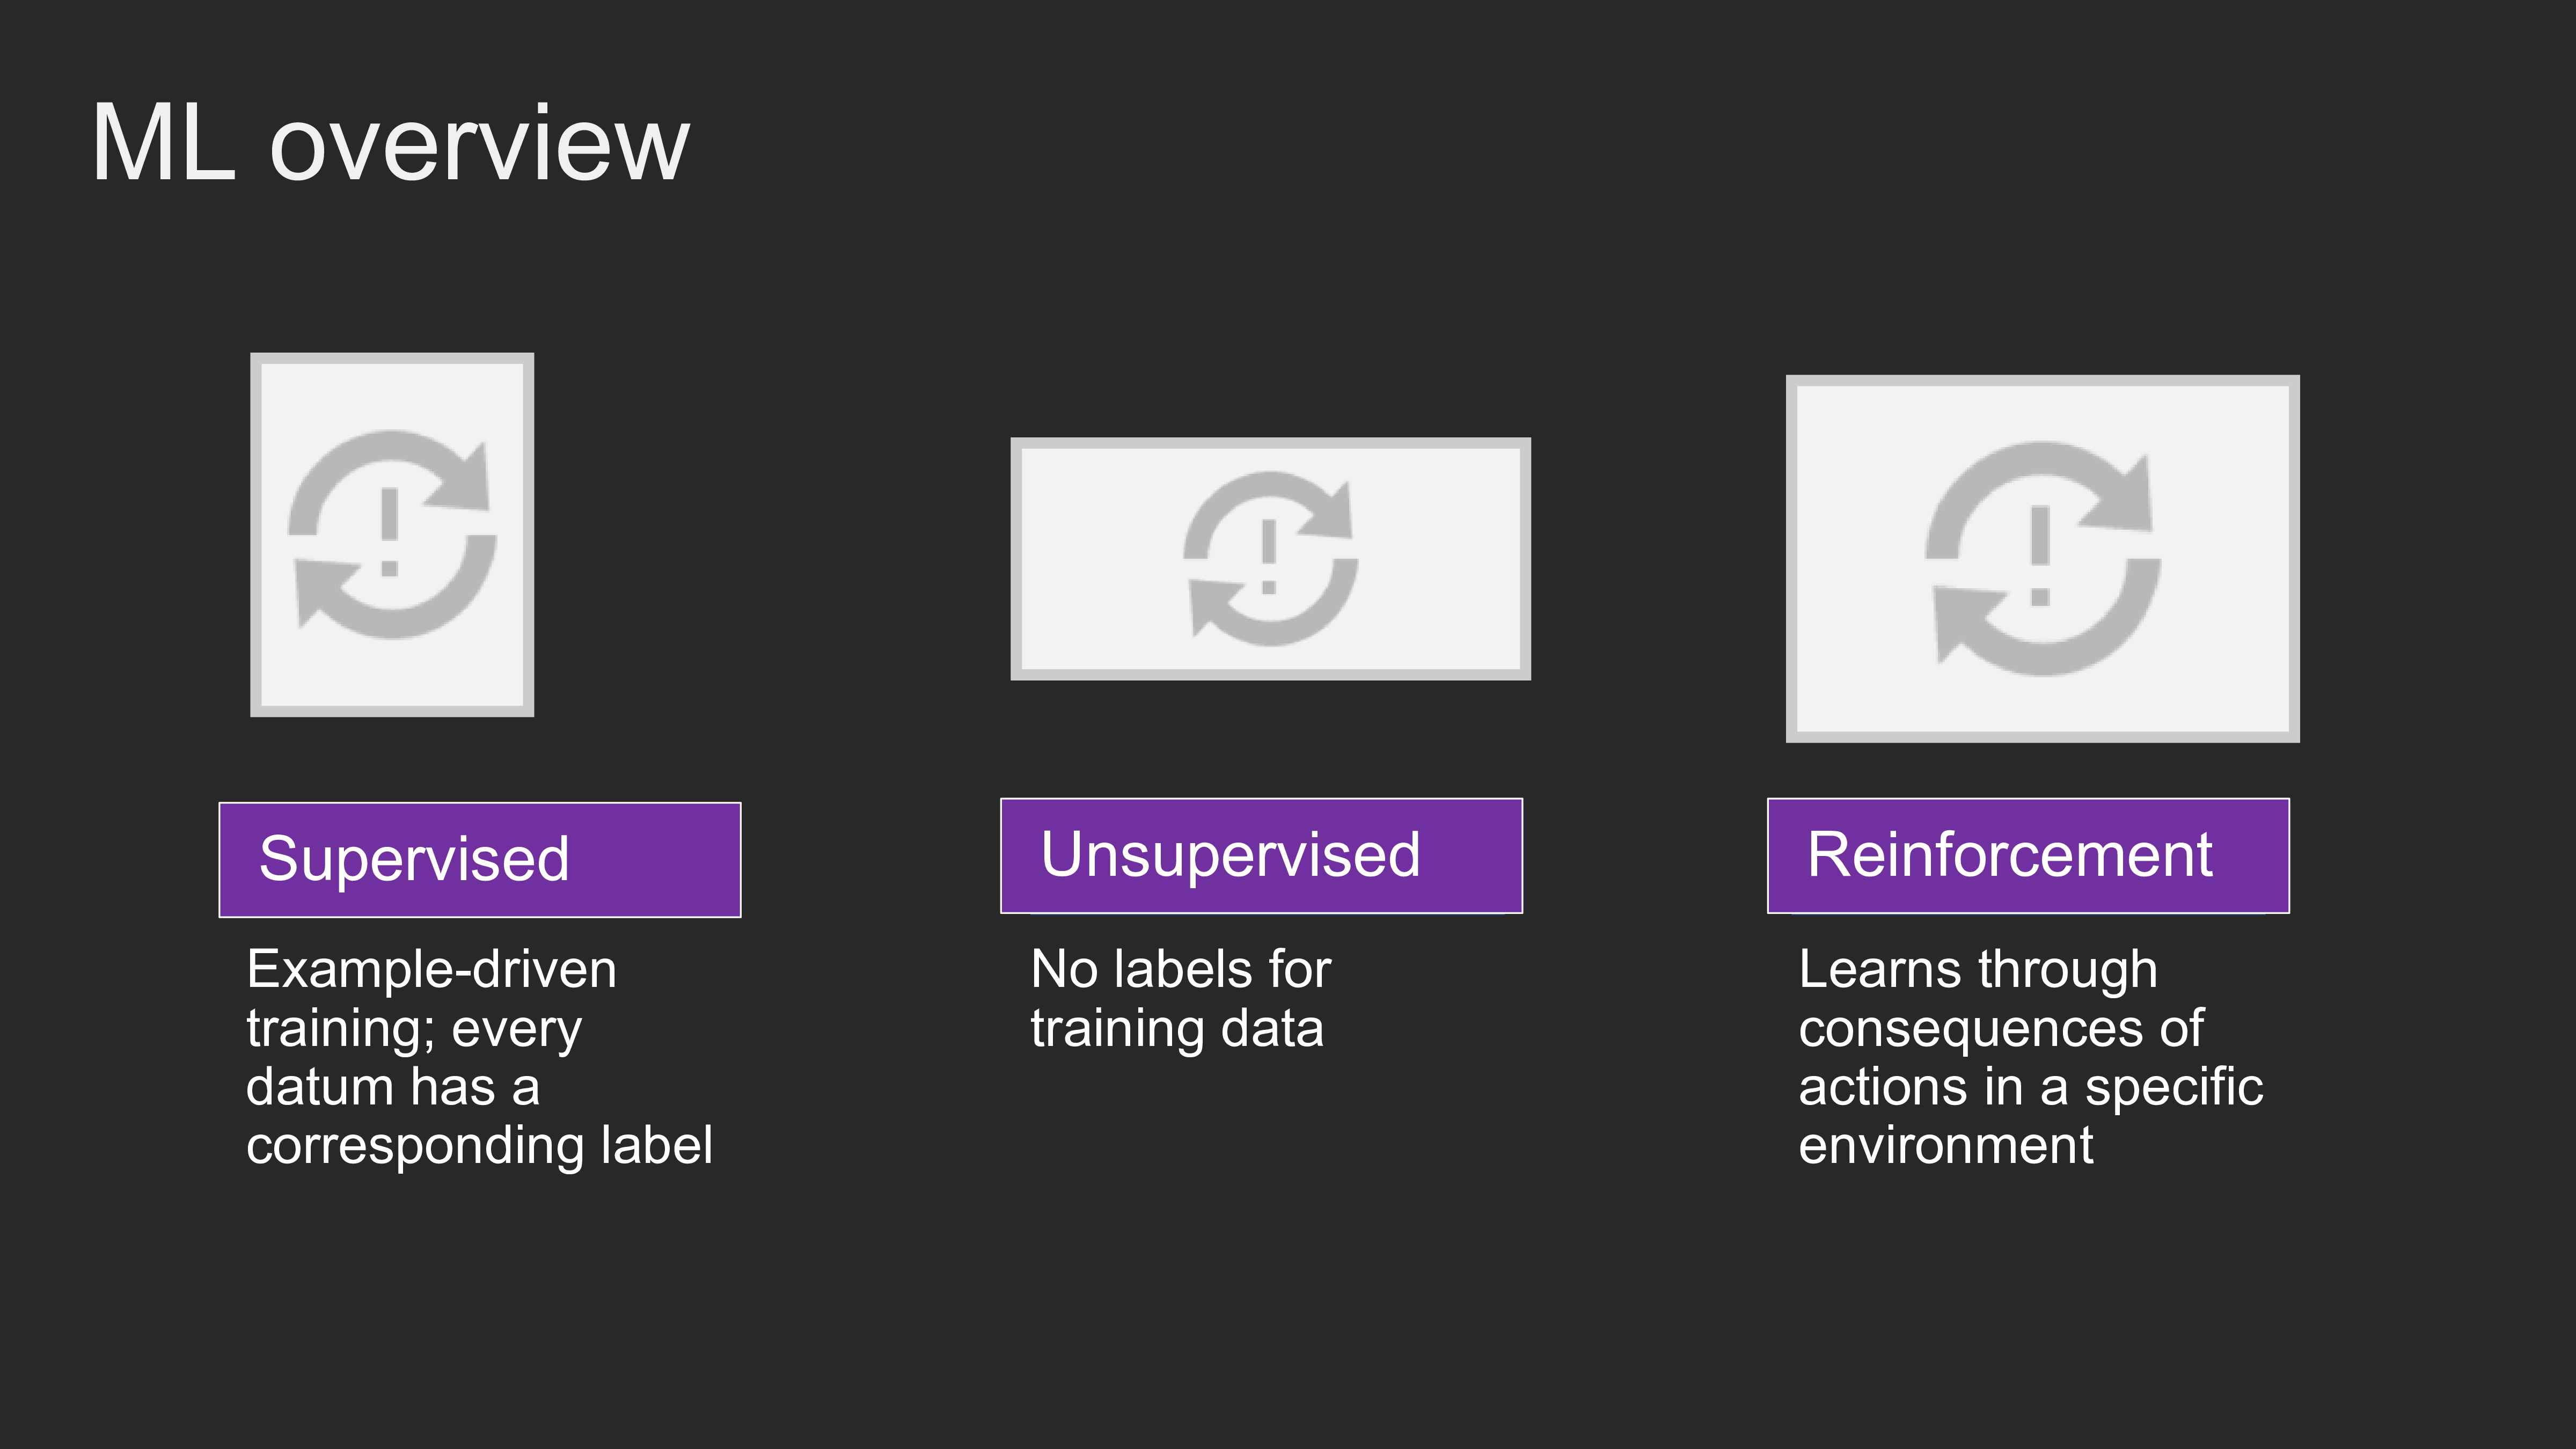 ML overview
Supervised
Example-driven
training; every
datum has a
corresponding label
Unsupervised
No labels for
training data
Reinforcement
Learns through
consequences of
actions in a specific
environment